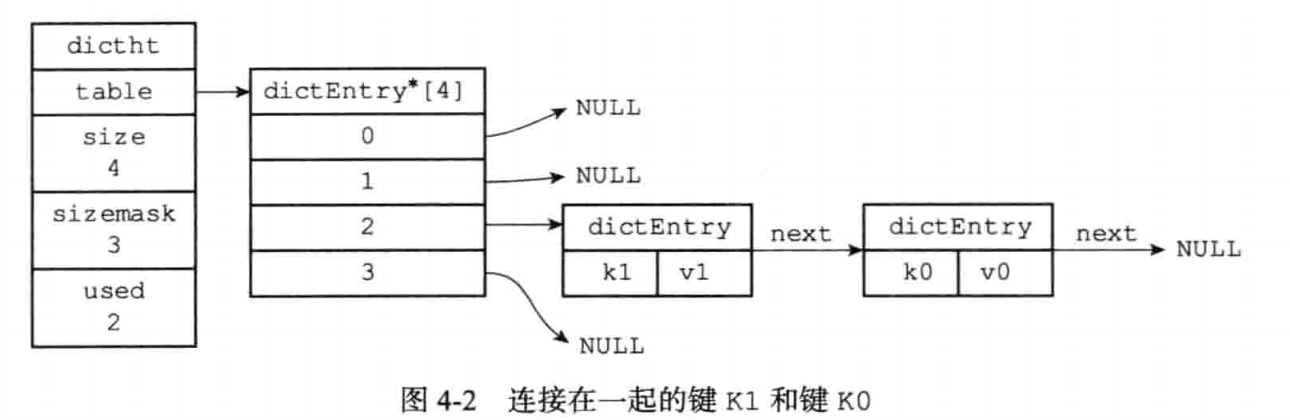 dictht
table
size
4
sizemask
3
used
2
dictEntry*[4]
0
1
2
3
NULL
NULL
dictEntry
k1 v1
next
dictEntry
k0 v0
next
NULL
NULL
图 4-2 连接在一起的键 K1 和键 K0